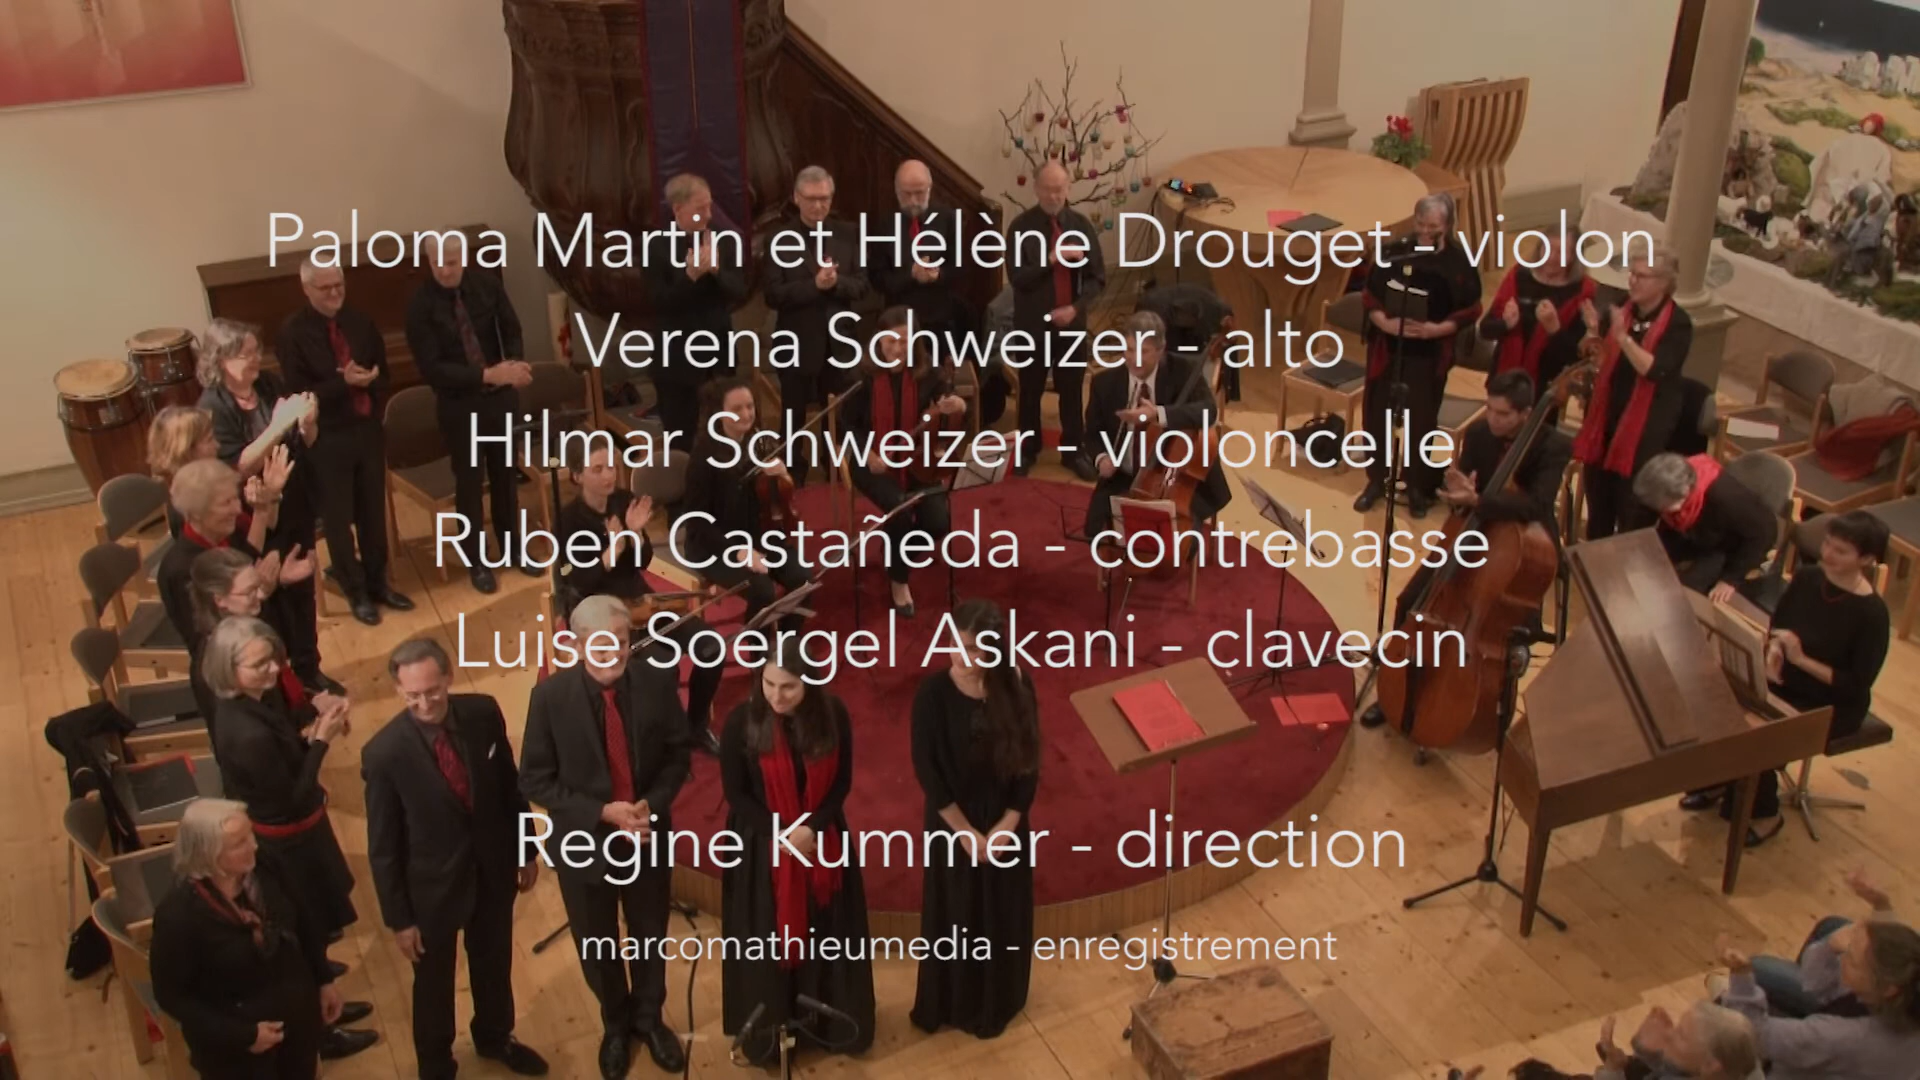 Paloma Martin et Hélène Drouget - violon
Verena Schweizer - alto
Hilmar Schweizer - violoncelle
Ruben Castañeda - contrebasse
Luise Soergel Askani - clavecin
Regine Kummer - direction
marcomathieumedia - enregistrement